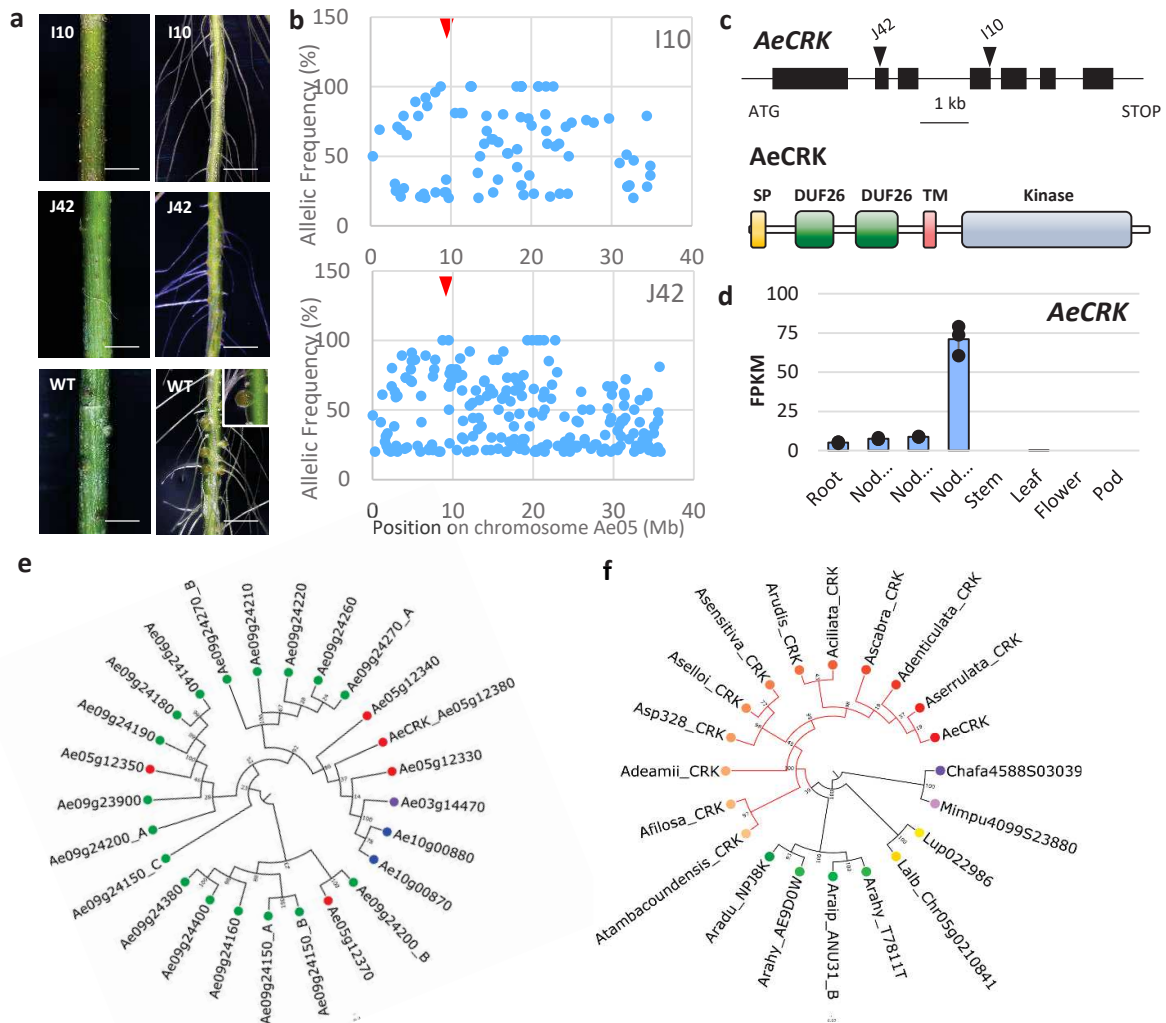 a
I10
I10
J42
J42
WT
WT
b
I10
Allelic Frequency (%)
150
100
50
0
0 10 20 30 40
J42
Allelic Frequency (%)
150
100
50
0
0 10 20 30 40
Position on chromosome Ae05 (Mb)
c
AeCRK
J42
I10
1 kb
ATG
STOP
AeCRK
SP DUF26 DUF26 TM Kinase
d
AeCRK
FPKM
100
75
50
25
0
Root
Nod...
Nod...
Nod...
Stem
Leaf
Flower
Pod
e
Ae09g24270_B
Ae09g24210
Ae09g24220
Ae09g24260
Ae09g24270_A
Ae05g12340
AeCRK_Ae05g12380
Ae05g12330
Ae03g14470
Ae10g00880
Ae10g00870
Ae09g24200_B
Ae05g12370
Ae09g24150_B
Ae09g24150_A
Ae09g24160
Ae09g24400
Ae09g24380
Ae09g24150_C
Ae09g24200_A
Ae09g23900
Ae05g12350
Ae09g24190
Ae09g24180
Ae09g24140
f
Asensitiva_CRK
Arudis_CRK
Aciliata_CRK
Ascabra_CRK
Adenticulata_CRK
Aserrulata_CRK
AeCRK
Chafa4588S03039
Mimpu4099S23880
Lup022986
Lalb_Chr05g0210841
Arahy_T7811T
Araip_ANU31_B
Arahy_AE9D0W
Aradu_NPJ8K
Atambacoundensis_CRK
Afilosa_CRK
Adeamii_CRK
Asp328_CRK
Aselloi_CRK